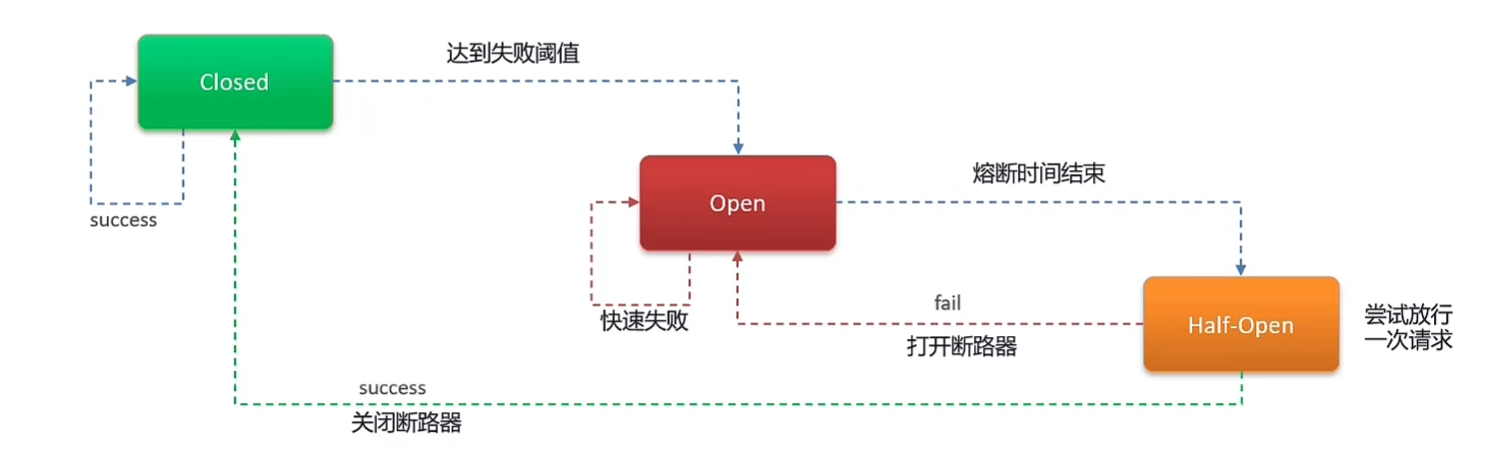 达到失败阈值
Closed
熔断时间结束
Open
success
fail
尝试放行
一次请求
快速失败
Half-Open
打开断路器
success
关闭断路器